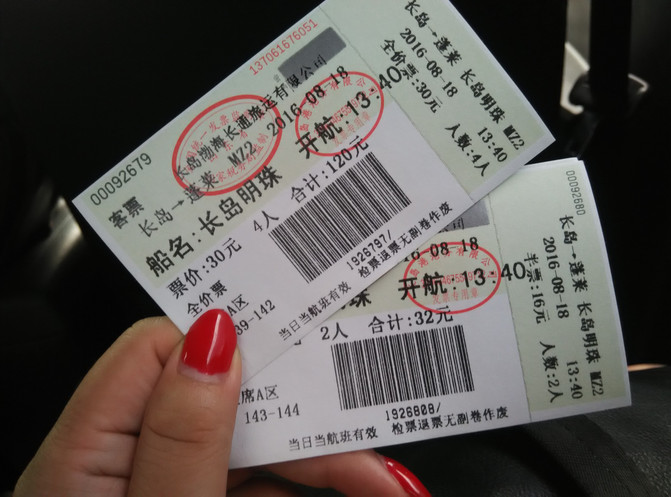 13706167605​1
00092679
客票
长岛渤海长通旅运有限公司
长岛→蓬莱 MZ2 2016-08-18
船名:长岛明珠 开航:13:40
票价:30元 4人 合计:120元
全价票
A区
39-142
1926797/
当日当航班有效 检票退票无副卷作废
长岛→蓬莱 长岛明珠 MZ2
2016-08-18 13:40
全价票:30元 人数:4人
8-18
明珠 开航:13:40
2人 合计:32元
席A区
143-144
1926808/
当日当航班有效 检票退票无副卷作废
00092680
长岛→蓬莱 长岛明珠 MZ2
2016-08-18 13:40
半票:16元 人数:2人